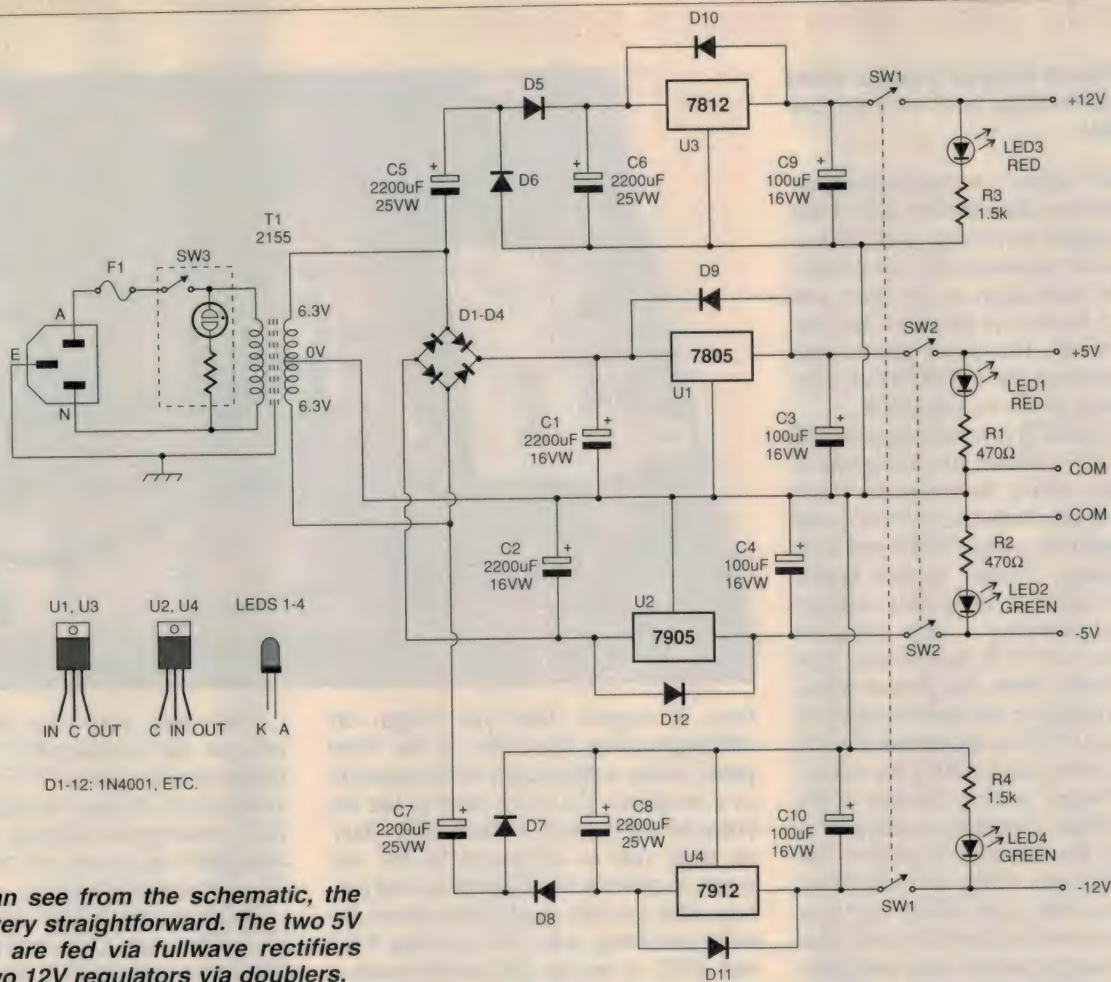 D10
SW1
+12V
D5
7812
U3
LED3
RED
R3
1.5k
C5
2200uF
25VW
+
D6
+
C6
2200uF
25VW
C9
100uF
16VW
+
T1
2155
F1
SW3
A
E
N
6.3V
0V
6.3V
D1-D4
D9
7805
U1
SW2
+5V
LED1
RED
R1
470Ω
COM
COM
R2
470Ω
LED2
GREEN
-5V
SW2
C1
2200uF
16VW
+
C3
100uF
16VW
+
C2
2200uF
16VW
+
C4
100uF
16VW
+
U2
7905
D12
U1, U3
U2, U4
LEDS 1-4
IN C OUT
C IN OUT
K A
D1-12: 1N4001, ETC.
C7
2200uF
25VW
+
D7
D8
+
C8
2200uF
25VW
U4
7912
D11
C10
100uF
16VW
+
R4
1.5k
LED4
GREEN
-12V
SW1
an see from the schematic, the
very straightforward. The two 5V
are fed via fullwave rectifiers
wo 12V regulators via doublers.